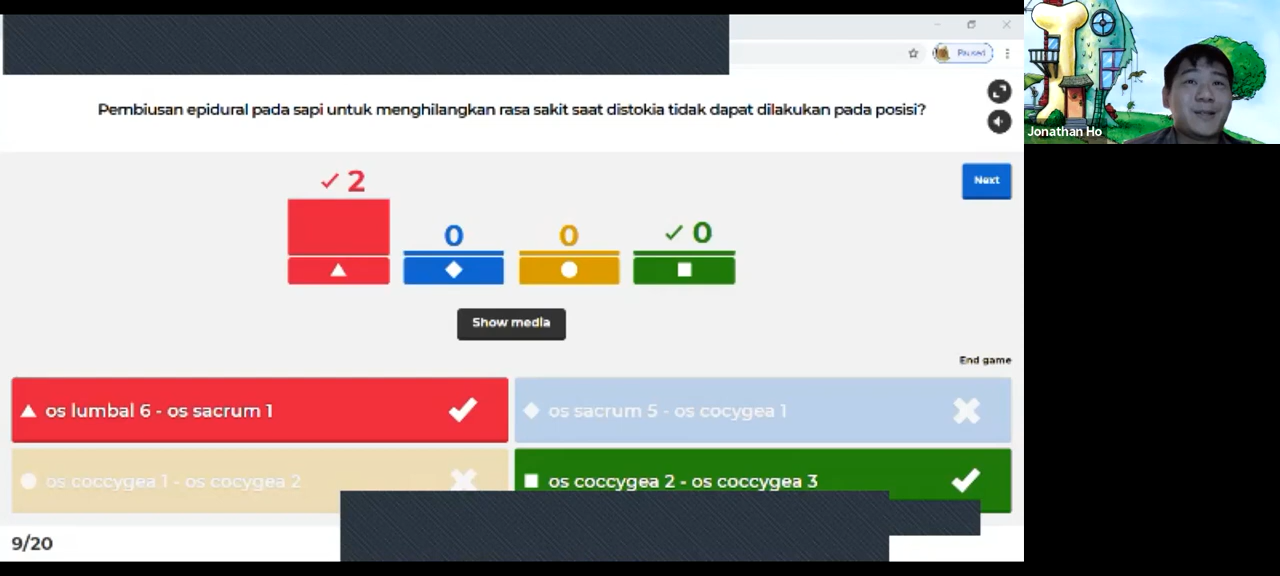 Paused
Pembiusan epidural pada sapi untuk menghilangkan rasa sakit saat distokia tidak dapat dilakukan pada posisi?
Jonathan Ho
2
0
0
0
Next
Show media
End game
os lumbal 6 - os sacrum 1
os sacrum 5 - os cocygea 1
os coccygea 1 - os cocygea 2
os coccygea 2 - os coccygea 3
9/20